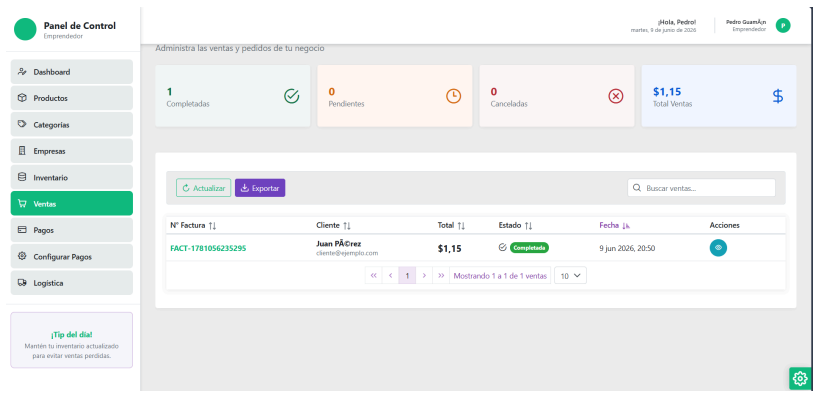 Panel de Control
Emprendedor
¡Hola, Pedro!
martes, 9 de junio de 2026
Pedro GuamÃ¡n
Emprendedor
P
Dashboard
Productos
Categorías
Empresas
Inventario
Ventas
Pagos
Configurar Pagos
Logística
¡Tip del día!
Mantén tu inventario actualizado
para evitar ventas perdidas.
Administra las ventas y pedidos de tu negocio
1
Completadas
0
Pendientes
0
Canceladas
$1,15
Total Ventas
Actualizar
Exportar
Buscar ventas...
N° Factura
Cliente
Total
Estado
Fecha
Acciones
FACT-1781056235295
Juan PÃ©rez
cliente@ejemplo.com
$1,15
Completada
9 jun 2026, 20:50
<< < 1 > >> Mostrando 1 a 1 de 1 ventas 10